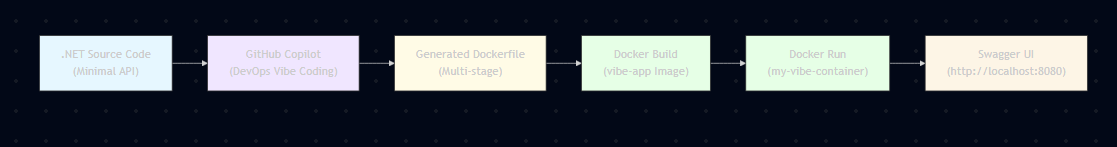 .NET Source Code
(Minimal API)
GitHub Copilot
(DevOps Vibe Coding)
Generated Dockerfile
(Multi-stage)
Docker Build
(vibe-app image)
Docker Run
(my-vibe-container)
Swagger UI
(http://localhost:8080)